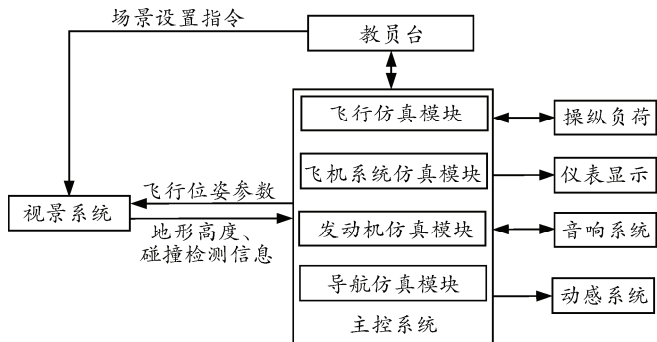 场景设置指令
教员台
飞行仿真模块
操纵负荷
飞机系统仿真模块
仪表显示
飞行位姿参数
视景系统
地形高度、
碰撞检测信息
发动机仿真模块
音响系统
导航仿真模块
动感系统
主控系统